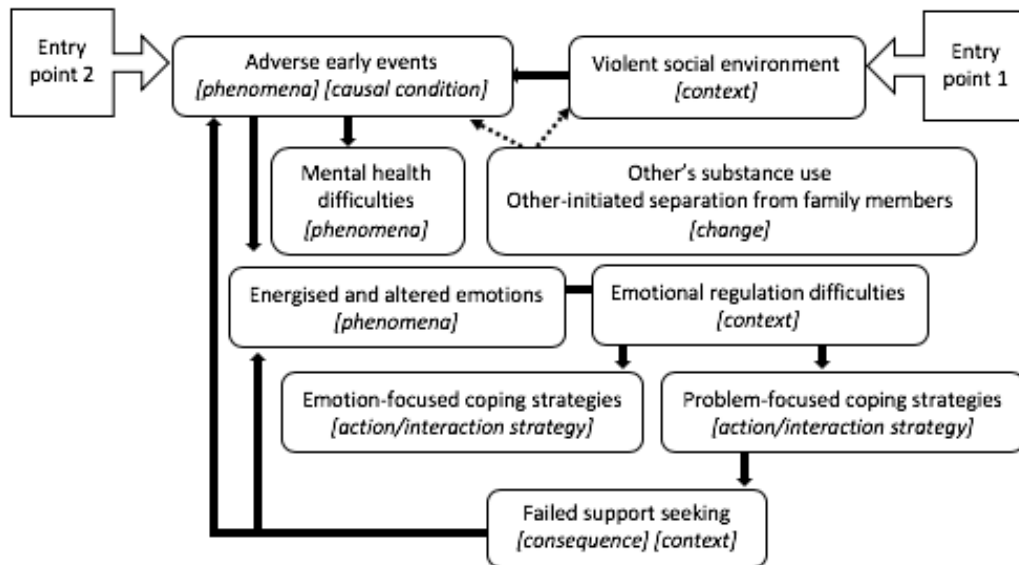 Entry
point 2
Adverse early events
[phenomena] [causal condition]
Violent social environment
[context]
Entry
point 1
Mental health
difficulties
[phenomena]
Other's substance use
Other-initiated separation from family members
[change]
Energised and altered emotions
[phenomena]
Emotional regulation difficulties
[context]
Emotion-focused coping strategies
[action/interaction strategy]
Problem-focused coping strategies
[action/interaction strategy]
Failed support seeking
[consequence] [context]